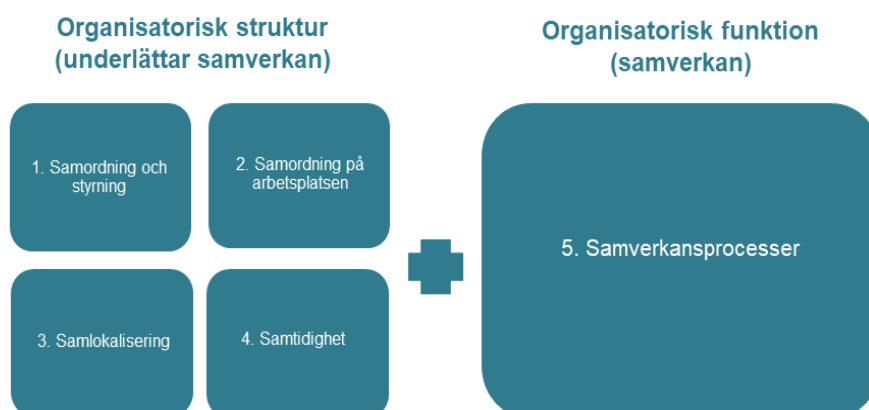 Organisatorisk struktur
(underlättar samverkan)
1. Samordning och
styrning
2. Samordning på
arbetsplatsen
3. Samlokalisering
4. Samtidighet
Organisatorisk funktion
(samverkan)
5. Samverkansprocesser